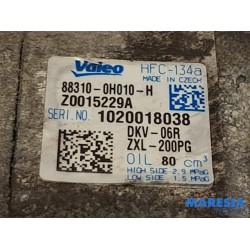 Valeo HFC-134a
MADE IN CZECH
88310-0H010-H
Z0015229A
SERI.NO. 1020018038
DKV-06R
ZXL-200PG
OIL 80 cm³
HIGH SIDE 2.9 MPaG
LOW SIDE 1.5 MPaG
MARESIA